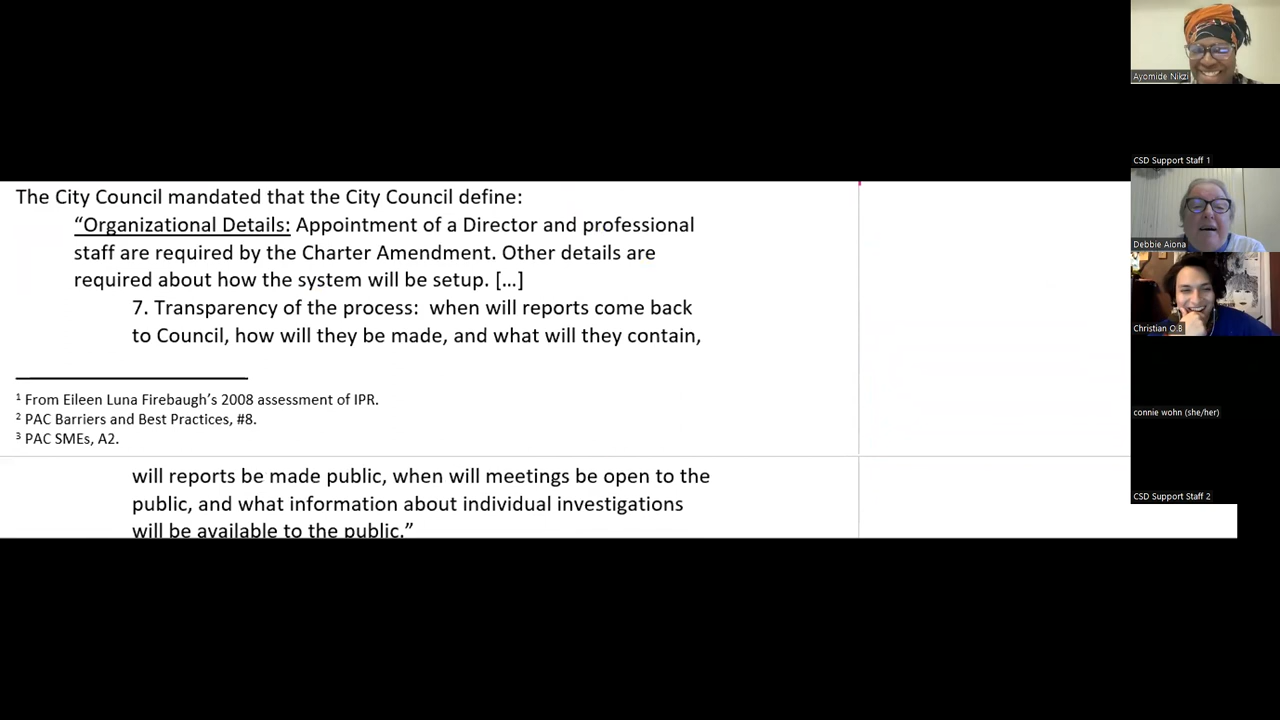 The City Council mandated that the City Council define:
“Organizational Details: Appointment of a Director and professional
staff are required by the Charter Amendment. Other details are
required about how the system will be setup. […]
7. Transparency of the process:  when will reports come back
to Council, how will they be made, and what will they contain,
1 From Eileen Luna Firebaugh’s 2008 assessment of IPR.
2 PAC Barriers and Best Practices, #8.
3 PAC SMEs, A2.
will reports be made public, when will meetings be open to the
public, and what information about individual investigations
will be available to the public.”
Ayomide Nikzi
CSD Support Staff 1
Debbie Aiona
Christian O.B
connie wohn (she/her)
CSD Support Staff 2